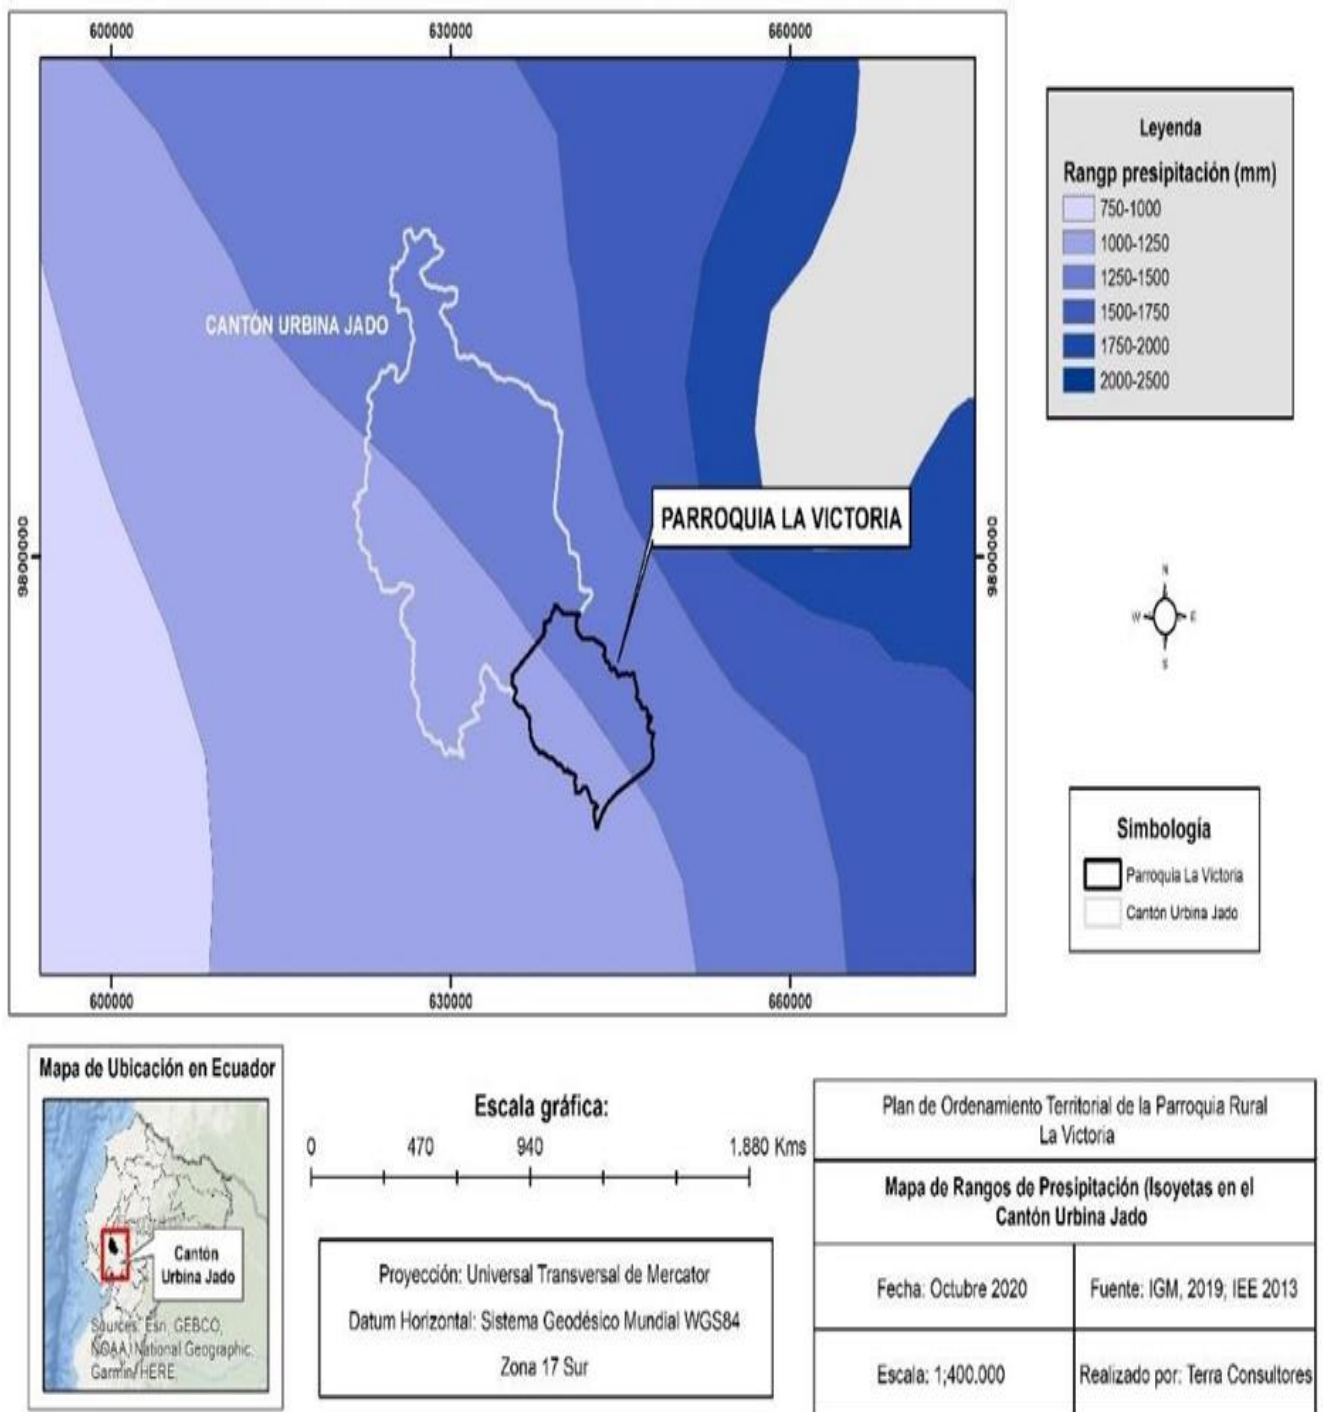 600000
630000
660000
CANTÓN URBINA JADO
PARROQUIA LA VICTORIA
9800000
9800000
600000
630000
660000
Leyenda
Rangp presipitación (mm)
750-1000
1000-1250
1250-1500
1500-1750
1750-2000
2000-2500
N
W
E
S
Simbología
Parroquia La Victoria
Cantón Urbina Jado
Mapa de Ubicación en Ecuador
Cantón
Urbina Jado
Sources: Esri, GEBCO,
NOAA, National Geographic,
Garmin, HERE,
Escala gráfica:
0 470 940 1.880 Kms
Proyección: Universal Transversal de Mercator
Datum Horizontal: Sistema Geodésico Mundial WGS84
Zona 17 Sur
Plan de Ordenamiento Territorial de la Parroquia Rural
La Victoria
Mapa de Rangos de Presipitación (Isoyetas en el
Cantón Urbina Jado
Fecha: Octubre 2020
Fuente: IGM, 2019; IEE 2013
Escala: 1;400.000
Realizado por: Terra Consultores